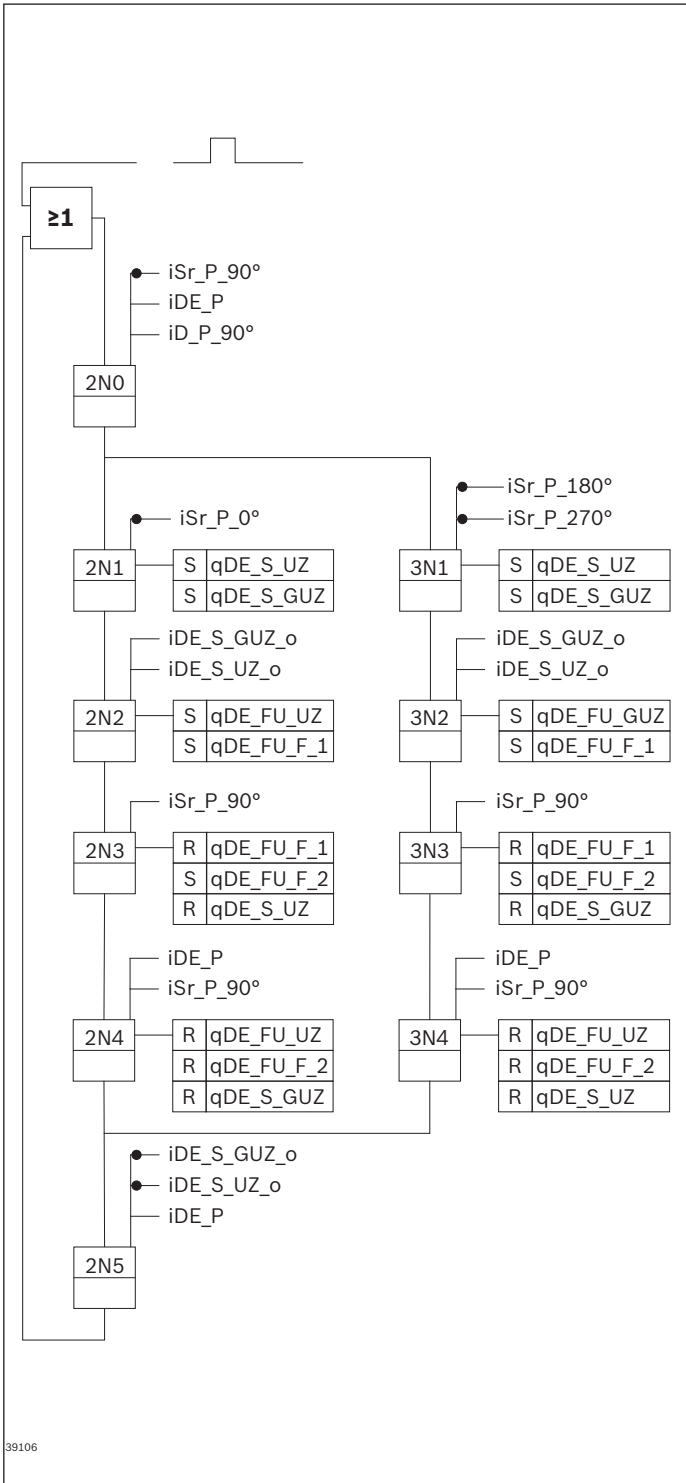 ≥1
iSr_P_90°
iDE_P
iD_P_90°
2N0
iSr_P_180°
iSr_P_270°
iSr_P_0°
2N1
S qDE_S_UZ
S qDE_S_GUZ
3N1
S qDE_S_UZ
S qDE_S_GUZ
iDE_S_GUZ_o
iDE_S_UZ_o
iDE_S_GUZ_o
iDE_S_UZ_o
2N2
S qDE_FU_UZ
S qDE_FU_F_1
3N2
S qDE_FU_GUZ
S qDE_FU_F_1
iSr_P_90°
iSr_P_90°
2N3
R qDE_FU_F_1
S qDE_FU_F_2
R qDE_S_UZ
3N3
R qDE_FU_F_1
S qDE_FU_F_2
R qDE_S_GUZ
iDE_P
iSr_P_90°
iDE_P
iSr_P_90°
2N4
R qDE_FU_UZ
R qDE_FU_F_2
R qDE_S_GUZ
3N4
R qDE_FU_UZ
R qDE_FU_F_2
R qDE_S_UZ
iDE_S_GUZ_o
iDE_S_UZ_o
iDE_P
2N5
39106